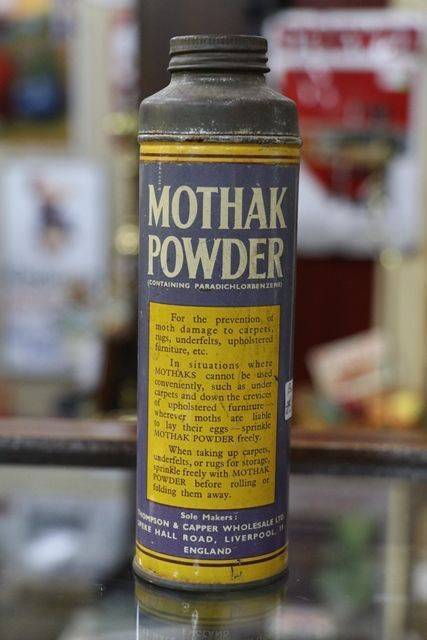 MOTHAK
POWDER
(CONTAINING PARADICHLORBENZENE)
For the prevention of
moth damage to carpets,
rugs, underfelts, upholstered
furniture, etc.
In situations where
MOTHAKS cannot be used
conveniently, such as under
carpets and down the crevices
of upholstered furniture—
wherever moths are liable
to lay their eggs—sprinkle
MOTHAK POWDER freely.
When taking up carpets,
underfelts, or rugs for storage,
sprinkle freely with MOTHAK
POWDER before rolling or
folding them away.
Sole Makers:
THOMPSON & CAPPER WHOLESALE LTD.
SPEKE HALL ROAD, LIVERPOOL,
ENGLAND